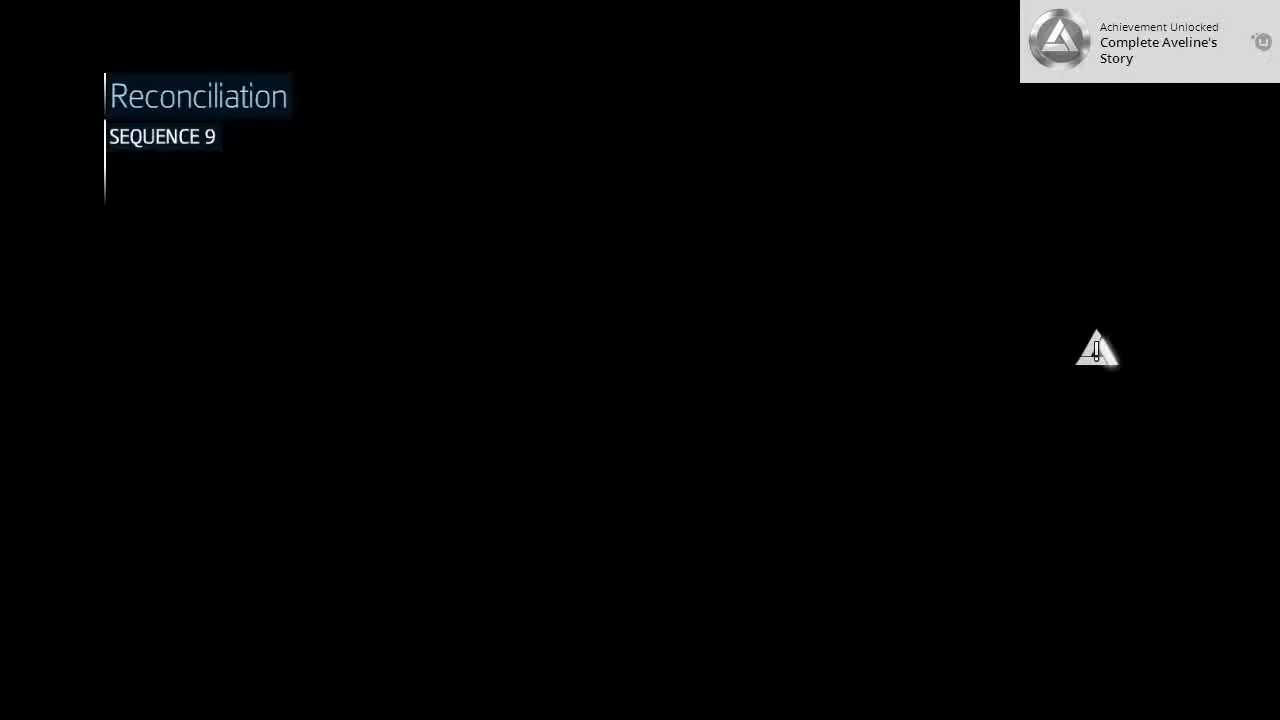 Achievement Unlocked
Complete Aveline's
Story
Reconciliation
SEQUENCE 9